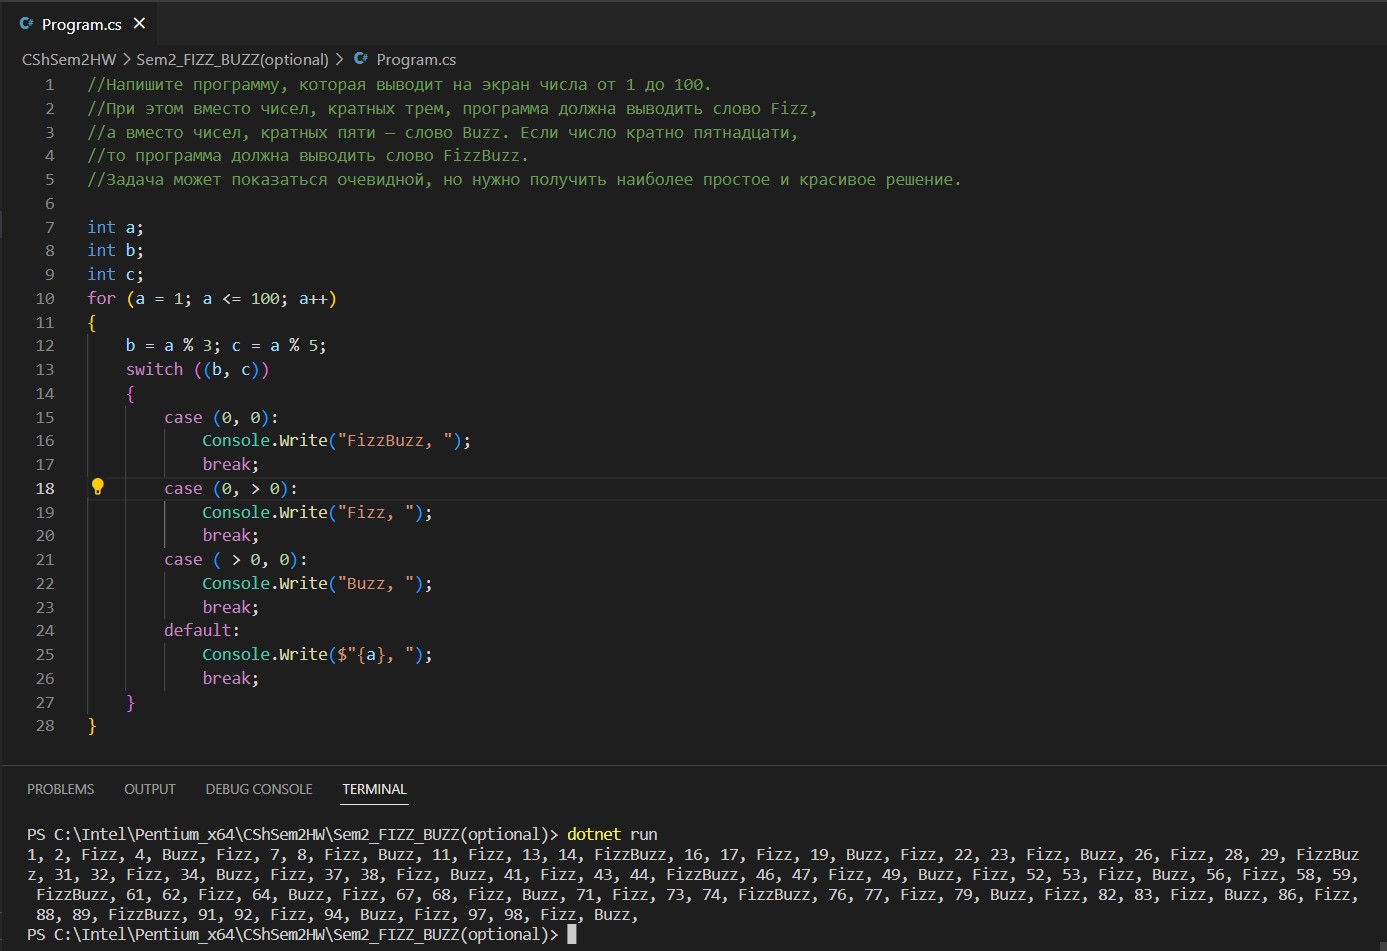 C# Program.cs ×
CShSem2HW > Sem2_FIZZ_BUZZ(optional) > C# Program.cs
1 //Напишите программу, которая выводит на экран числа от 1 до 100.
2 //При этом вместо чисел, кратных трем, программа должна выводить слово Fizz,
3 //а вместо чисел, кратных пяти — слово Buzz. Если число кратно пятнадцати,
4 //то программа должна выводить слово FizzBuzz.
5 //Задача может показаться очевидной, но нужно получить наиболее простое и красивое решение.
6
7 int a;
8 int b;
9 int c;
10 for (a = 1; a <= 100; a++)
11 {
12     b = a % 3; c = a % 5;
13     switch ((b, c))
14     {
15         case (0, 0):
16             Console.Write("FizzBuzz, ");
17             break;
18         case (0, > 0):
19             Console.Write("Fizz, ");
20             break;
21         case ( > 0, 0):
22             Console.Write("Buzz, ");
23             break;
24         default:
25             Console.Write($"{a}, ");
26             break;
27     }
28 }
PROBLEMS OUTPUT DEBUG CONSOLE TERMINAL
PS C:\Intel\Pentium_x64\CShSem2HW\Sem2_FIZZ_BUZZ(optional)> dotnet run
1, 2, Fizz, 4, Buzz, Fizz, 7, 8, Fizz, Buzz, 11, Fizz, 13, 14, FizzBuzz, 16, 17, Fizz, 19, Buzz, Fizz, 22, 23, Fizz, Buzz, 26, Fizz, 28, 29, FizzBuz
z, 31, 32, Fizz, 34, Buzz, Fizz, 37, 38, Fizz, Buzz, 41, Fizz, 43, 44, FizzBuzz, 46, 47, Fizz, 49, Buzz, Fizz, 52, 53, Fizz, Buzz, 56, Fizz, 58, 59,
FizzBuzz, 61, 62, Fizz, 64, Buzz, Fizz, 67, 68, Fizz, Buzz, 71, Fizz, 73, 74, FizzBuzz, 76, 77, Fizz, 79, Buzz, Fizz, 82, 83, Fizz, Buzz, 86, Fizz,
88, 89, FizzBuzz, 91, 92, Fizz, 94, Buzz, Fizz, 97, 98, Fizz, Buzz,
PS C:\Intel\Pentium_x64\CShSem2HW\Sem2_FIZZ_BUZZ(optional)>